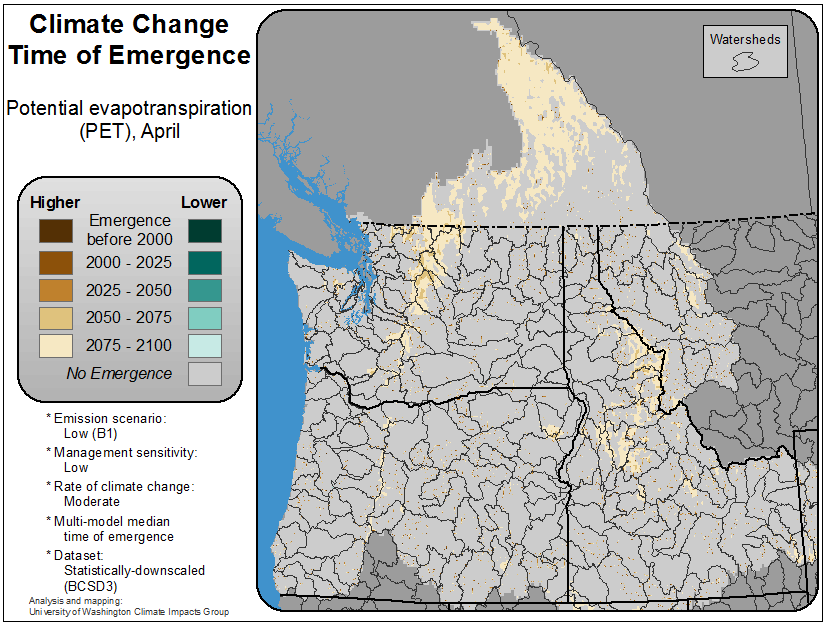 Climate Change
Time of Emergence
Potential evapotranspiration
(PET), April
Higher
Lower
Emergence
before 2000
2000 - 2025
2025 - 2050
2050 - 2075
2075 - 2100
No Emergence
* Emission scenario:
Low (B1)
* Management sensitivity:
Low
* Rate of climate change:
Moderate
* Multi-model median
time of emergence
* Dataset:
Statistically-downscaled
(BCSD3)
Analysis and mapping:
University of Washington Climate Impacts Group
Watersheds